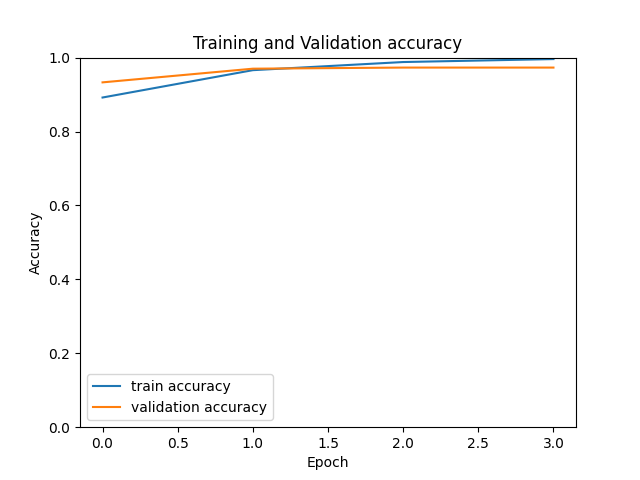 Training and Validation accuracy
1.0
0.8
0.6
0.4
0.2
0.0
Accuracy
train accuracy
validation accuracy
0.0 0.5 1.0 1.5 2.0 2.5 3.0
Epoch